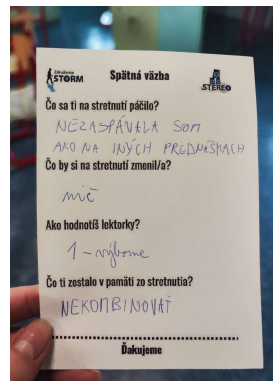 Združenie
STORM
Spätná väzba
STEREO
Čo sa ti na stretnutí páčilo?
NEZASPÁVALA SOM
AKO NA INÝCH PREDNÁŠKACH
Čo by si na stretnutí zmenil/a?
nič
Ako hodnotíš lektorky?
1 - výborne
Čo ti zostalo v pamäti zo stretnutia?
NEKOMBINOVAŤ
Ďakujeme